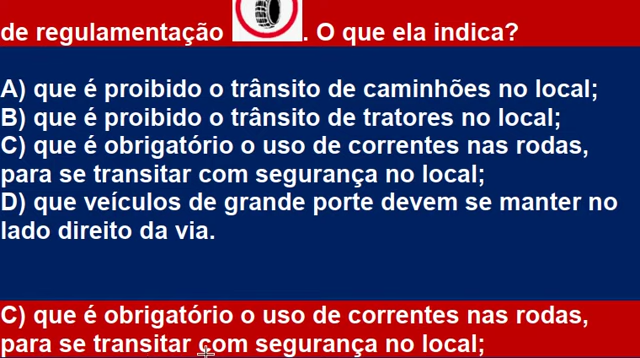 de regulamentação . O que ela indica?
A) que é proibido o trânsito de caminhões no local;
B) que é proibido o trânsito de tratores no local;
C) que é obrigatório o uso de correntes nas rodas,
para se transitar com segurança no local;
D) que veículos de grande porte devem se manter no
lado direito da via.
C) que é obrigatório o uso de correntes nas rodas,
para se transitar com segurança no local;